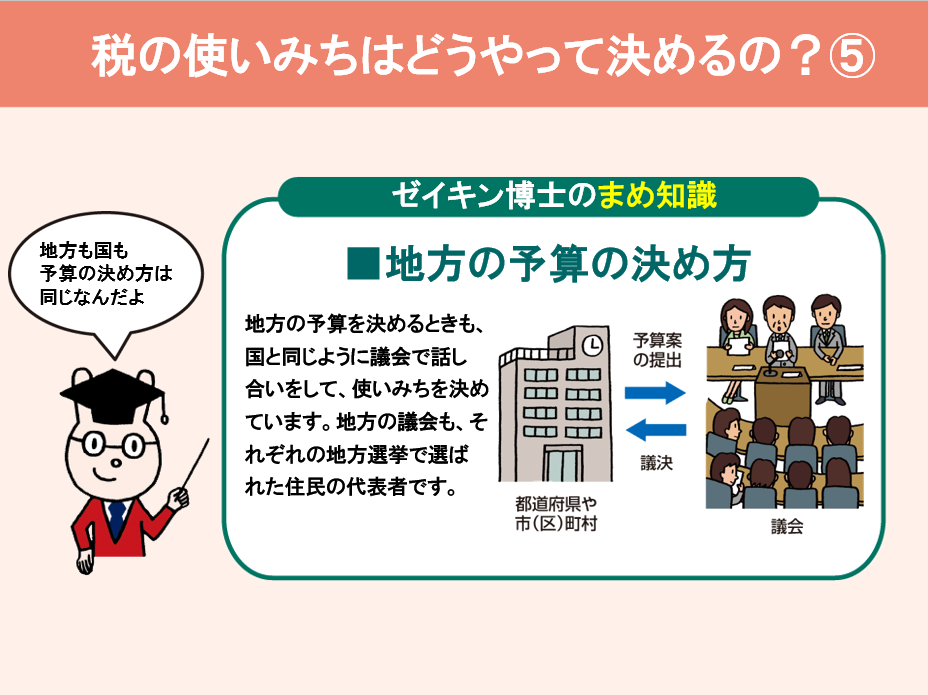 税の使いみちはどうやって決めるの？⑤
ゼイキン博士のまめ知識
地方も国も
予算の決め方は
同じなんだよ
■地方の予算の決め方
地方の予算を決めるときも、
国と同じように議会で話し
合いをして、使いみちを決め
ています。地方の議会も、そ
れぞれの地方選挙で選ば
れた住民の代表者です。
予算案
の提出
議決
都道府県や
市（区）町村
議会